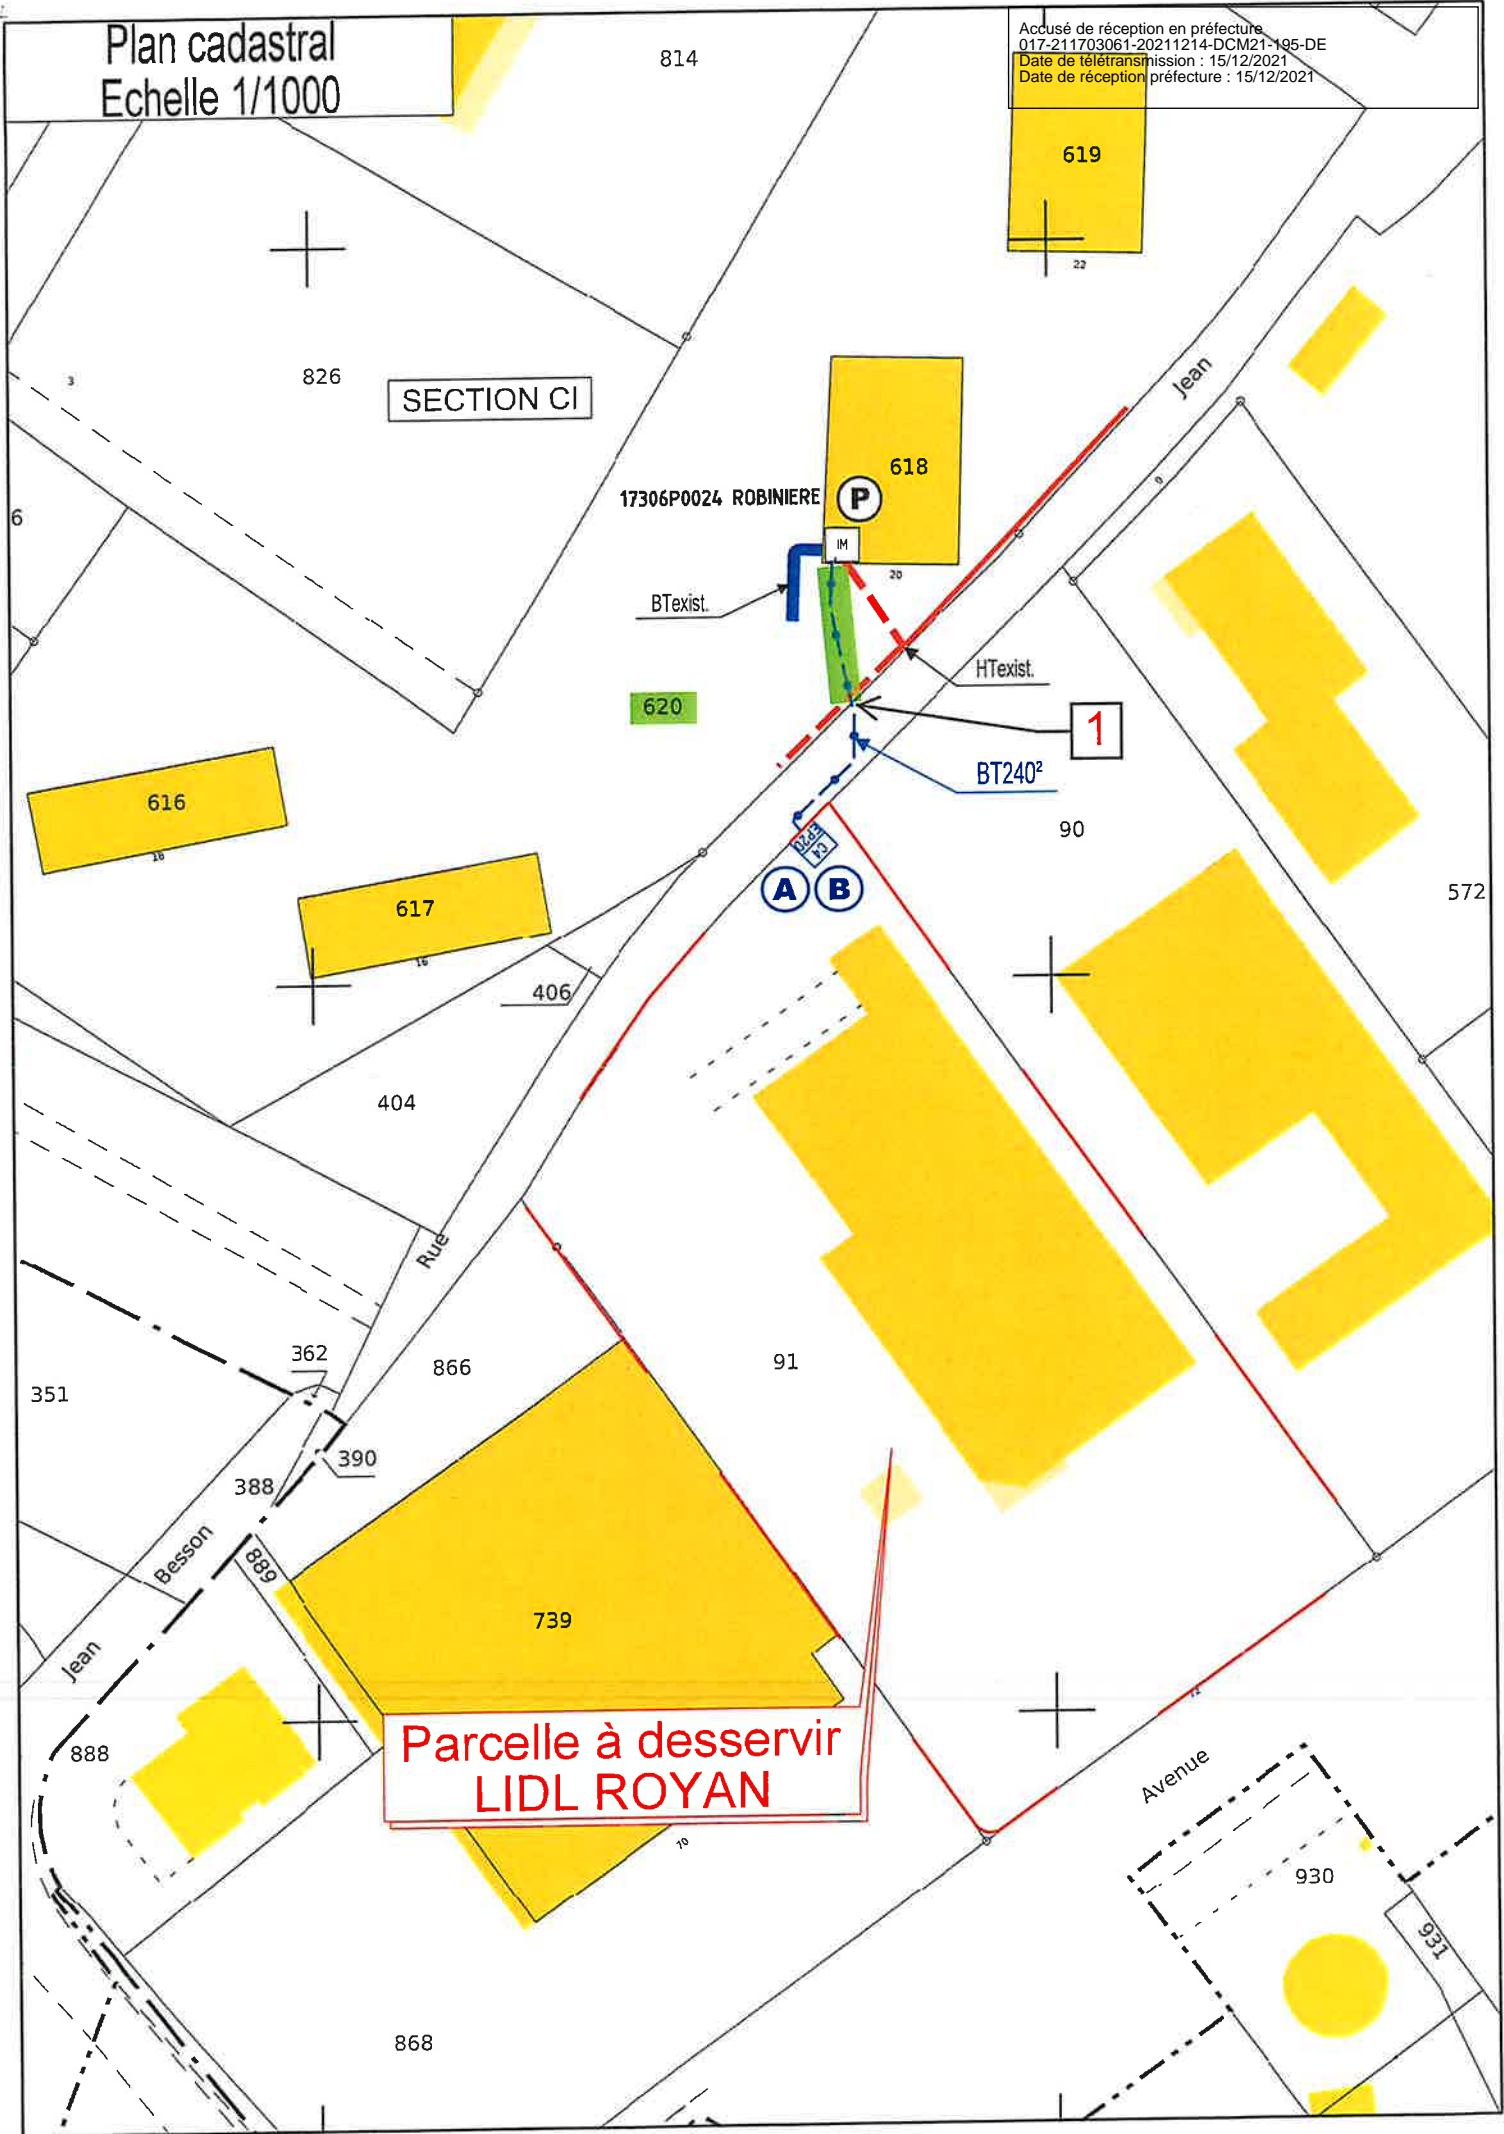 Plan cadastral
Echelle 1/1000
Accusé de réception en préfecture
017-211703061-20211214-DCM21-195-DE
Date de télétransmission : 15/12/2021
Date de réception préfecture : 15/12/2021
814
619
22
3
826
SECTION CI
Jean
618
17306P0024 ROBINIERE
P
IM
20
6
BTexist.
HTexist.
620
1
BT240²
616
90
C4
EP20
A B
572
617
16
406
404
Rue
362
866
91
351
390
388
Besson
889
739
Jean
Parcelle à desservir
LIDL ROYAN
888
Avenue
70
930
931
868